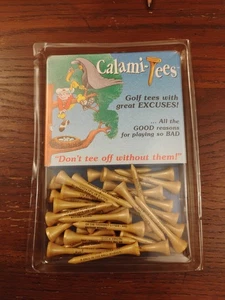 Calami-Tees
Golf tees with
great EXCUSES!
... All the
GOOD reasons
for playing so BAD
"Don't tee off without them!"